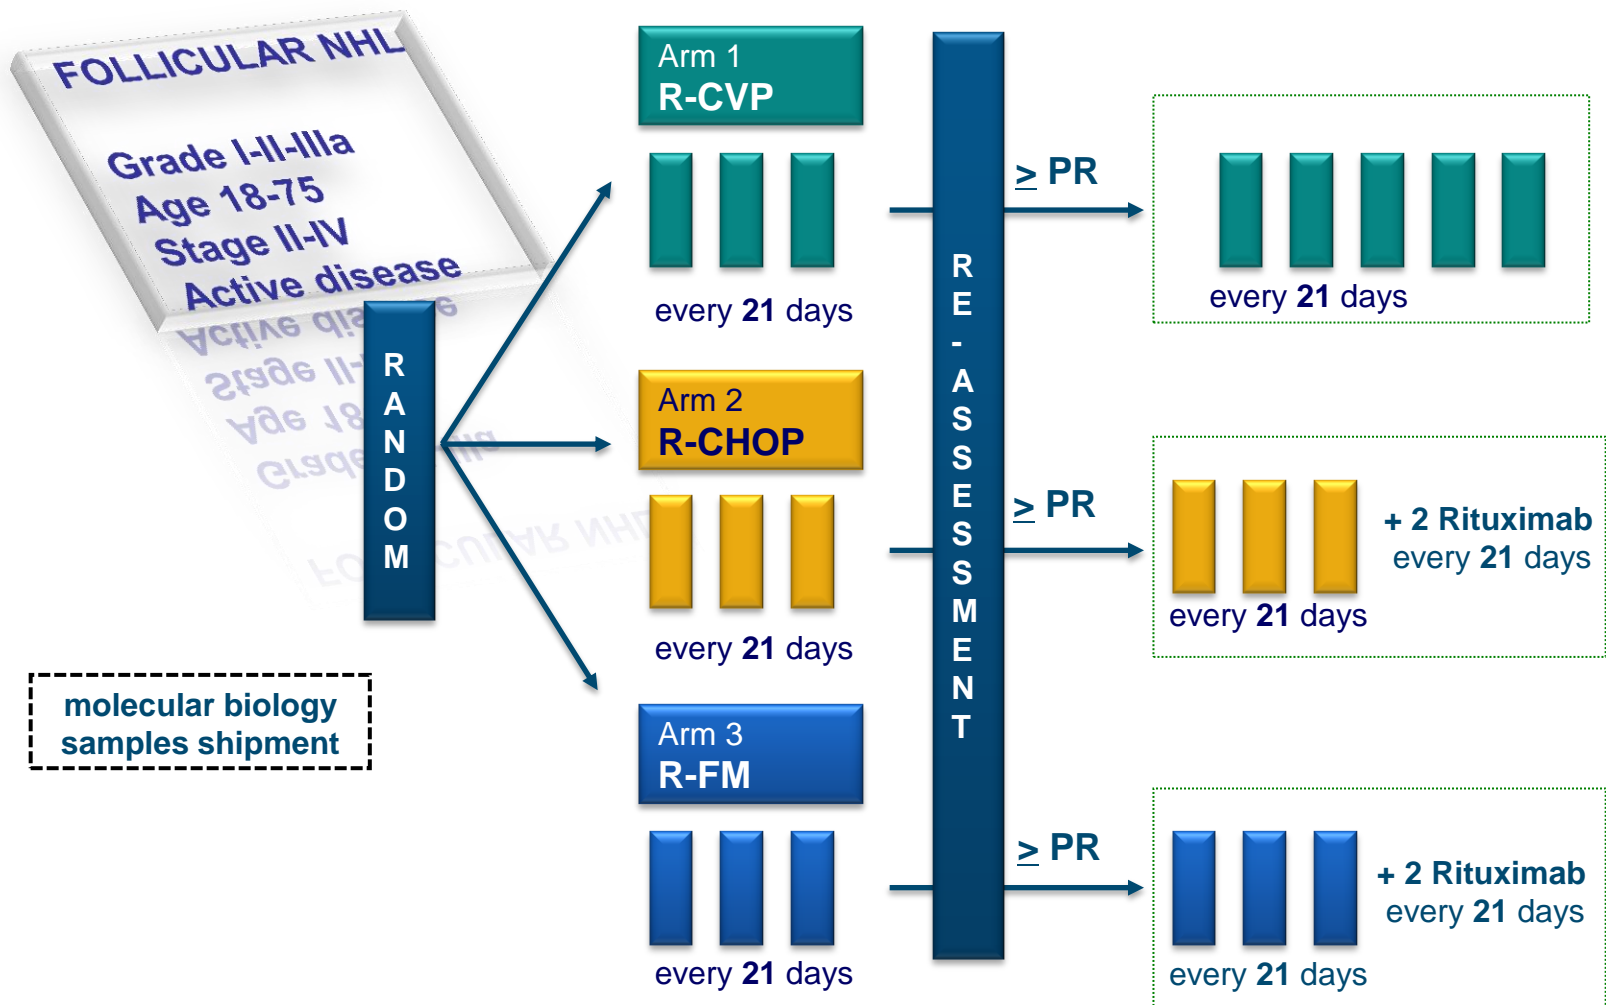 FOLLICULAR NHL
Grade I-II-IIIa
Age 18-75
Stage II-IV
Active disease
RANDOM
molecular biology
samples shipment
Arm 1
R-CVP
every 21 days
Arm 2
R-CHOP
every 21 days
Arm 3
R-FM
every 21 days
RE-ASSESSMENT
≥ PR
every 21 days
≥ PR
+ 2 Rituximab
every 21 days
every 21 days
≥ PR
+ 2 Rituximab
every 21 days
every 21 days